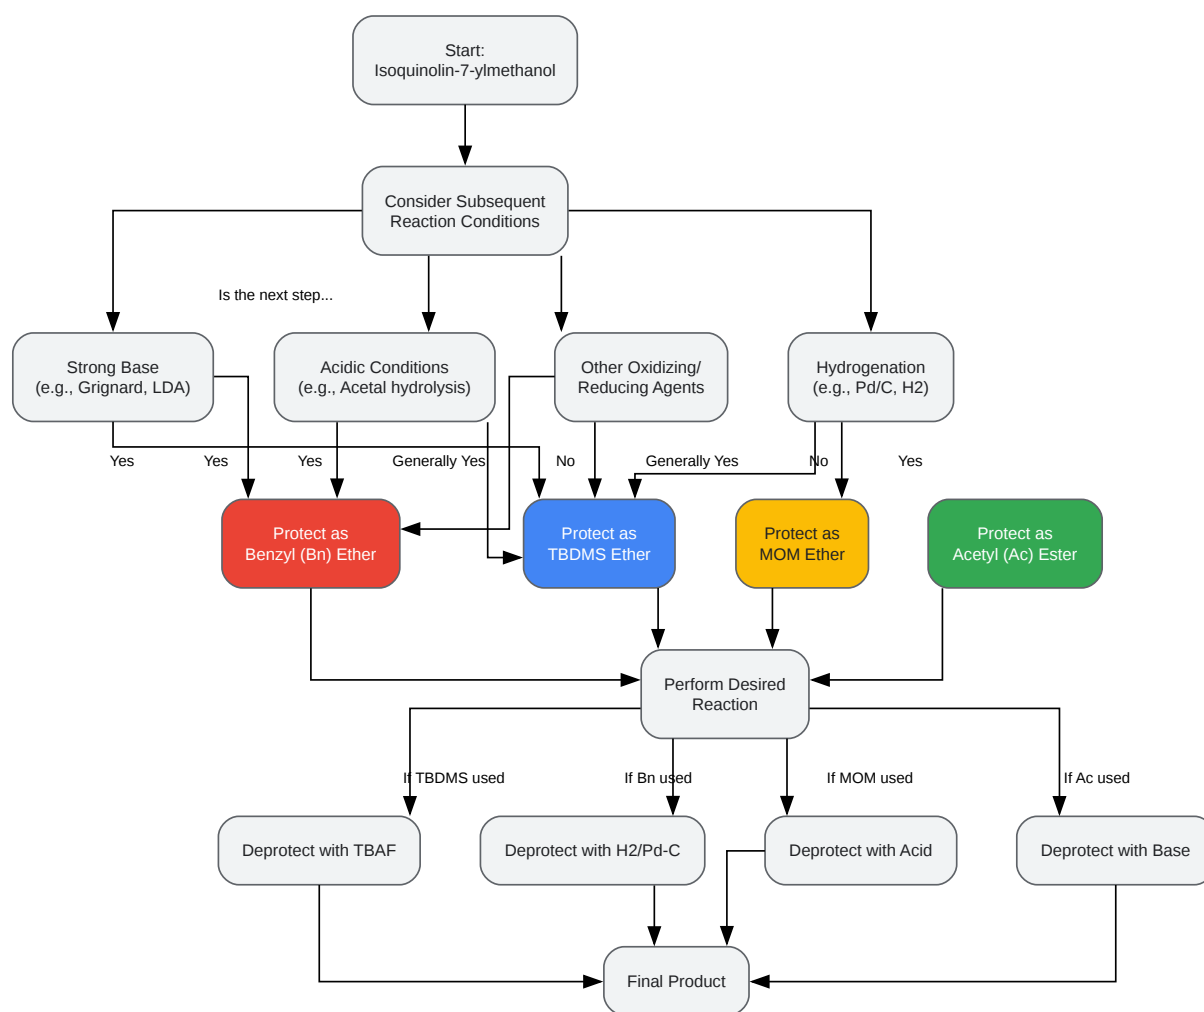 Start:
Isoquinolin-7-ylmethanol
Consider Subsequent
Reaction Conditions
Is the next step...
Strong Base
(e.g., Grignard, LDA)
Acidic Conditions
(e.g., Acetal hydrolysis)
Other Oxidizing/
Reducing Agents
Hydrogenation
(e.g., Pd/C, H2)
Yes
Yes
Yes
Generally Yes
No
Generally Yes
No
Yes
Protect as
Benzyl (Bn) Ether
Protect as
TBDMS Ether
Protect as
MOM Ether
Protect as
Acetyl (Ac) Ester
Perform Desired
Reaction
If TBDMS used
If Bn used
If MOM used
If Ac used
Deprotect with TBAF
Deprotect with H2/Pd-C
Deprotect with Acid
Deprotect with Base
Final Product